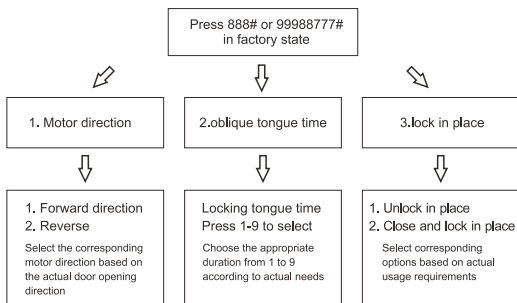 Press 888# or 99988777#
in factory state
1. Motor direction
2.oblique tongue time
3.lock in place
1. Forward direction
2. Reverse
Select the corresponding
motor direction based on
the actual door opening
direction
Locking tongue time
Press 1-9 to select
Choose the appropriate
duration from 1 to 9
according to actual needs
1. Unlock in place
2. Close and lock in place
Select corresponding
options based on actual
usage requirements